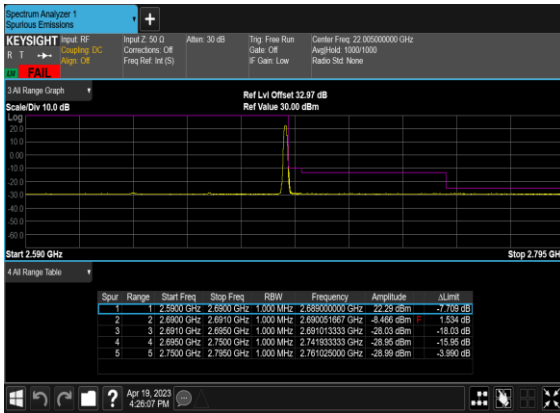 Spectrum Analyzer 1
Spurious Emissions
+
KEYSIGHT Input: RF Input Z: 50 Ω Atten: 30 dB Trig: Free Run Center Freq: 22.005000000 GHz
R T Coupling: DC Corrections: Off Gate: Off Avg|Hold: 1000/1000
Align: Off Freq Ref: Int (S) IF Gain: Low Radio Std: None
LNI FAIL
3 All Range Graph
Ref Lvl Offset 32.97 dB
Scale/Div 10.0 dB Ref Value 30.00 dBm
Log
20.0
10.0
0.00
-10.0
-20.0
-30.0
-40.0
-50.0
-60.0
Start 2.590 GHz Stop 2.795 GH
4 All Range Table
Spur Range Start Freq Stop Freq RBW Frequency Amplitude ΔLimit
1 1 2.5900 GHz 2.6900 GHz 1.000 MHz 2.689000000 GHz 22.29 dBm -7.709 dB
2 2 2.6900 GHz 2.6910 GHz 1.000 MHz 2.690051667 GHz -8.466 dBm F 1.534 dB
3 3 2.6910 GHz 2.6950 GHz 1.000 MHz 2.691013333 GHz -28.03 dBm -18.03 dB
4 4 2.6950 GHz 2.7500 GHz 1.000 MHz 2.741933333 GHz -28.95 dBm -15.95 dB
5 5 2.7500 GHz 2.7950 GHz 1.000 MHz 2.761025000 GHz -28.99 dBm -3.990 dB
?
Apr 19, 2023
4:26:07 PM